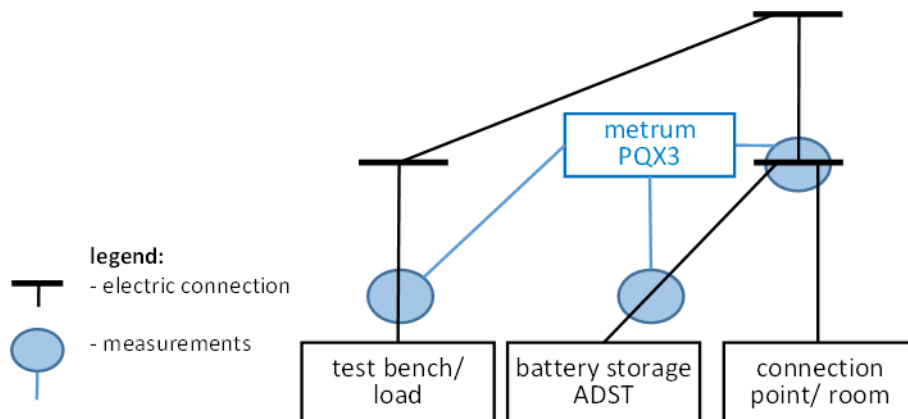 metrum
PQX3
legend:
- electric connection
- measurements
test bench/
load
battery storage
ADST
connection
point/ room